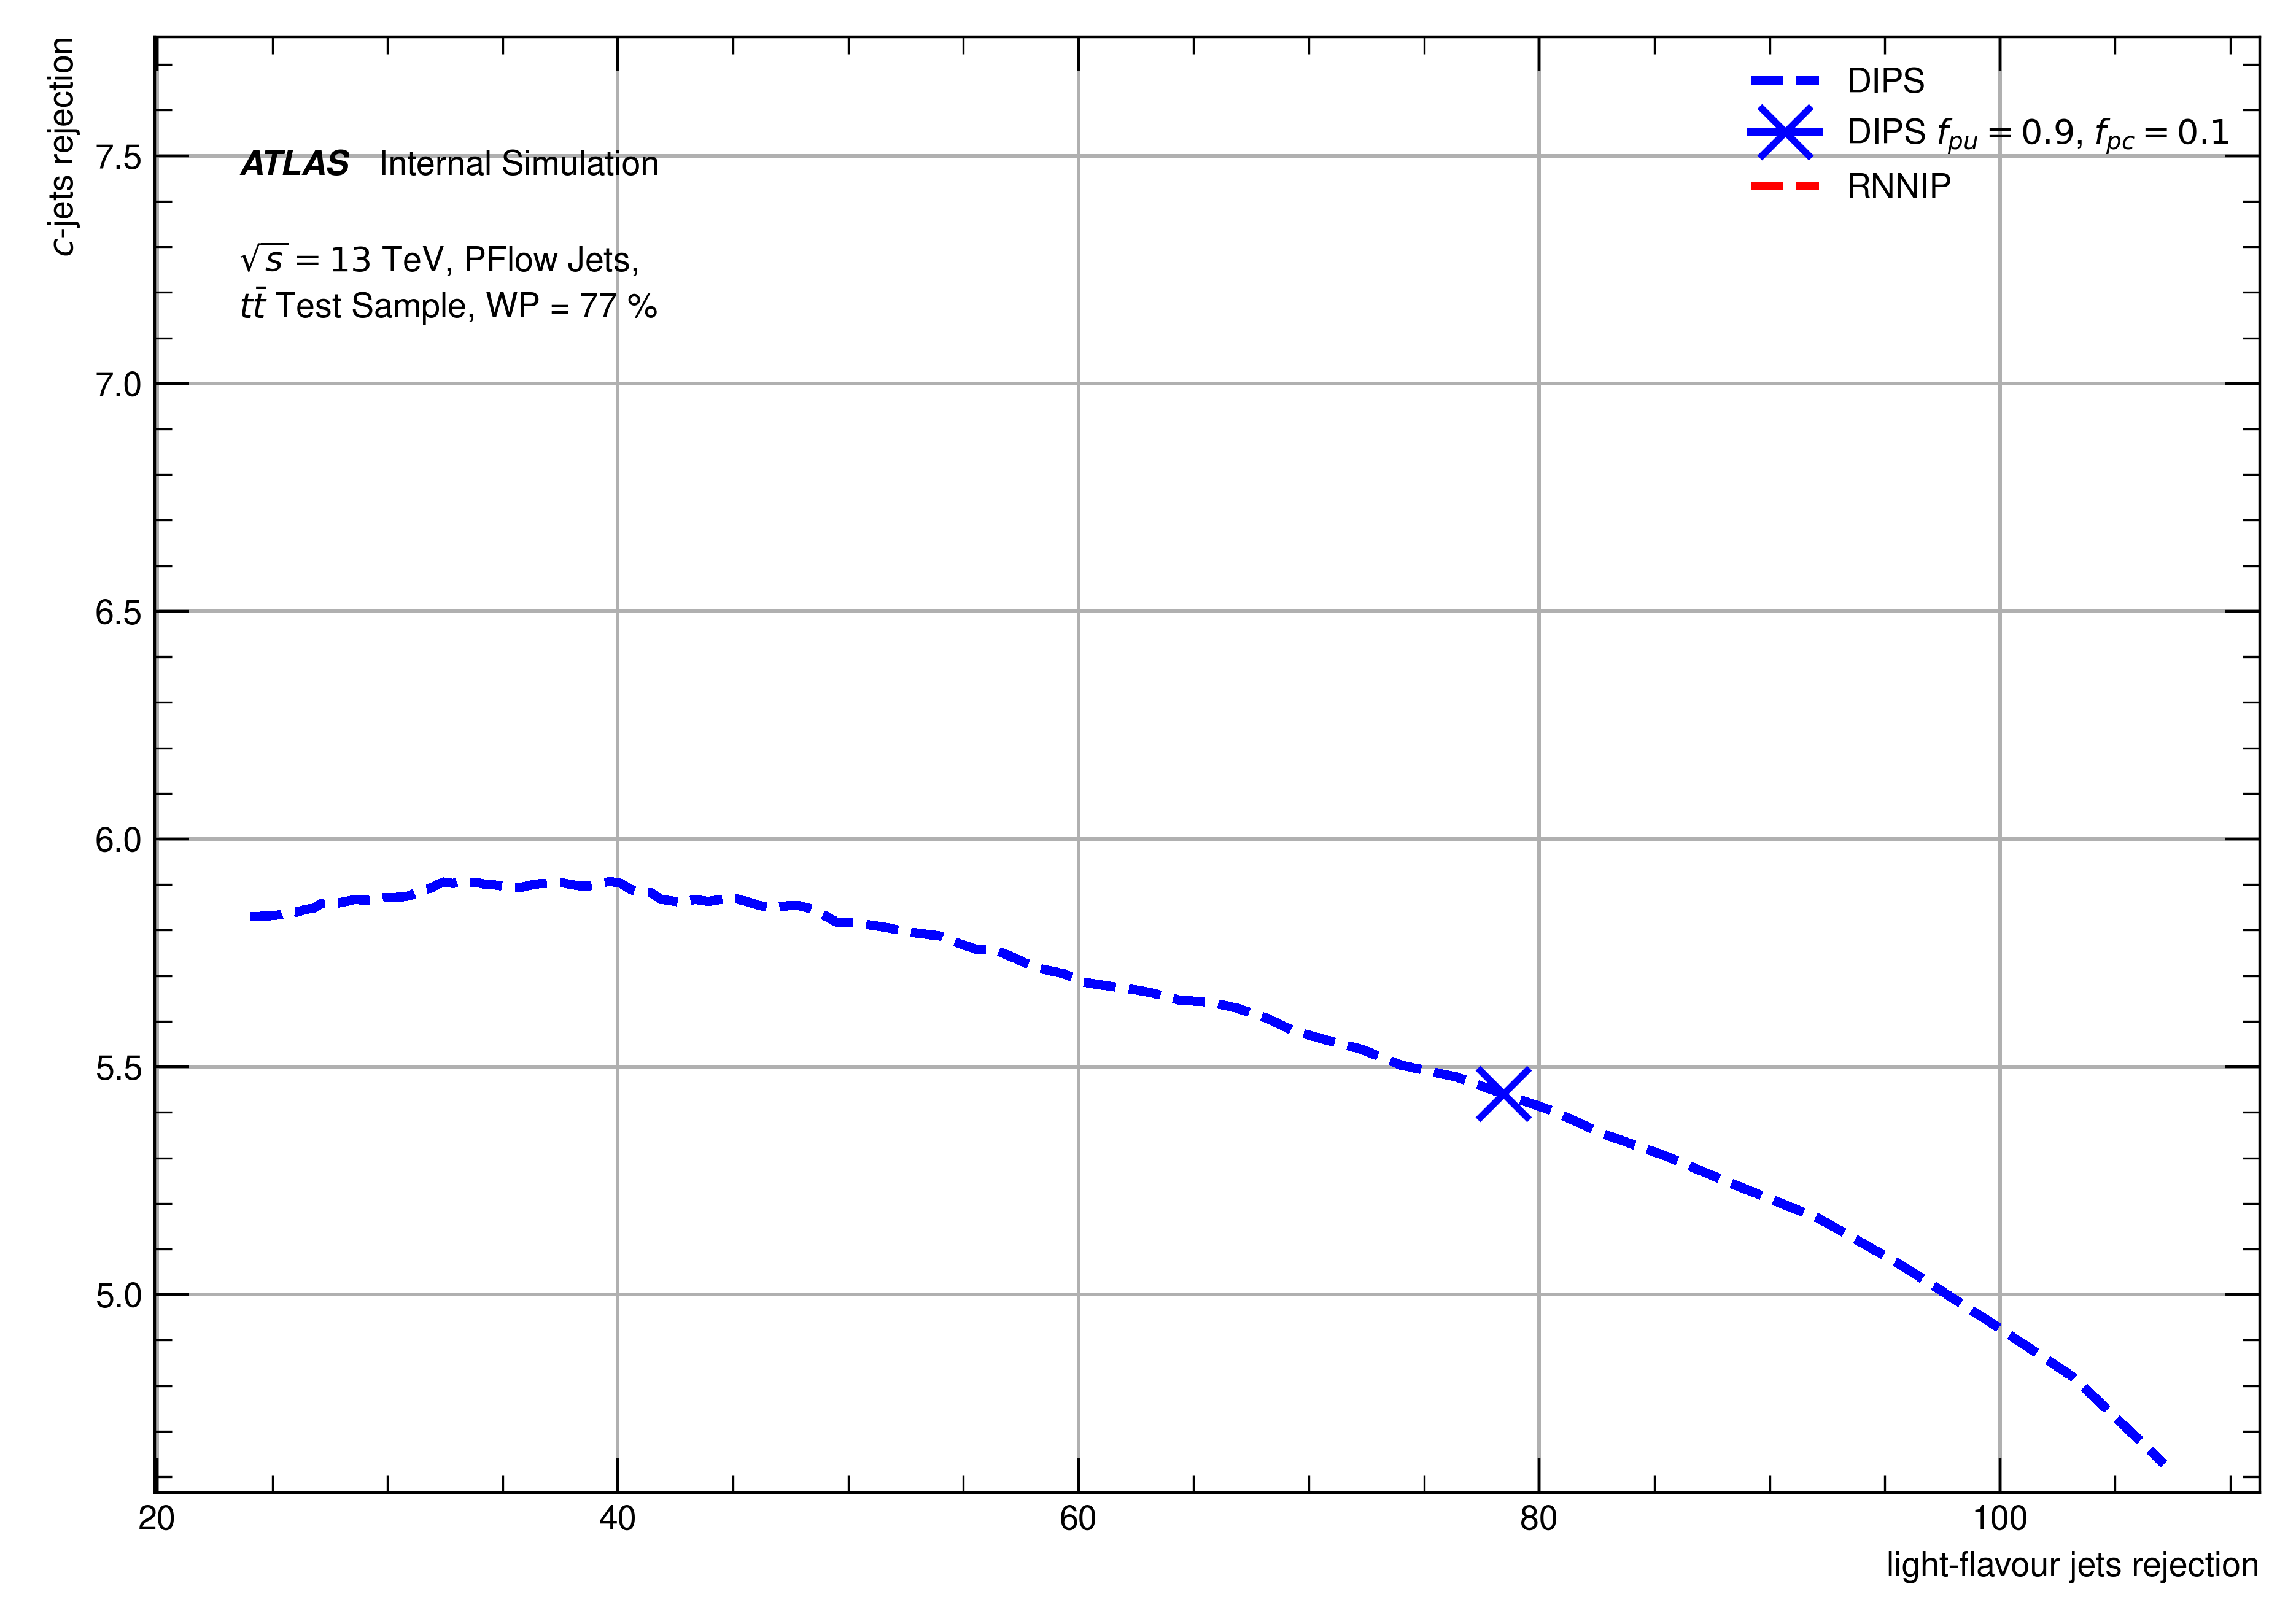 c-jets rejection
7.5
7.0
6.5
6.0
5.5
5.0
ATLAS Internal Simulation
√s = 13 TeV, PFlow Jets,
tt̄ Test Sample, WP = 77 %
DIPS
DIPS f_pu = 0.9, f_pc = 0.1
RNNIP
20 40 60 80 100
light-flavour jets rejection